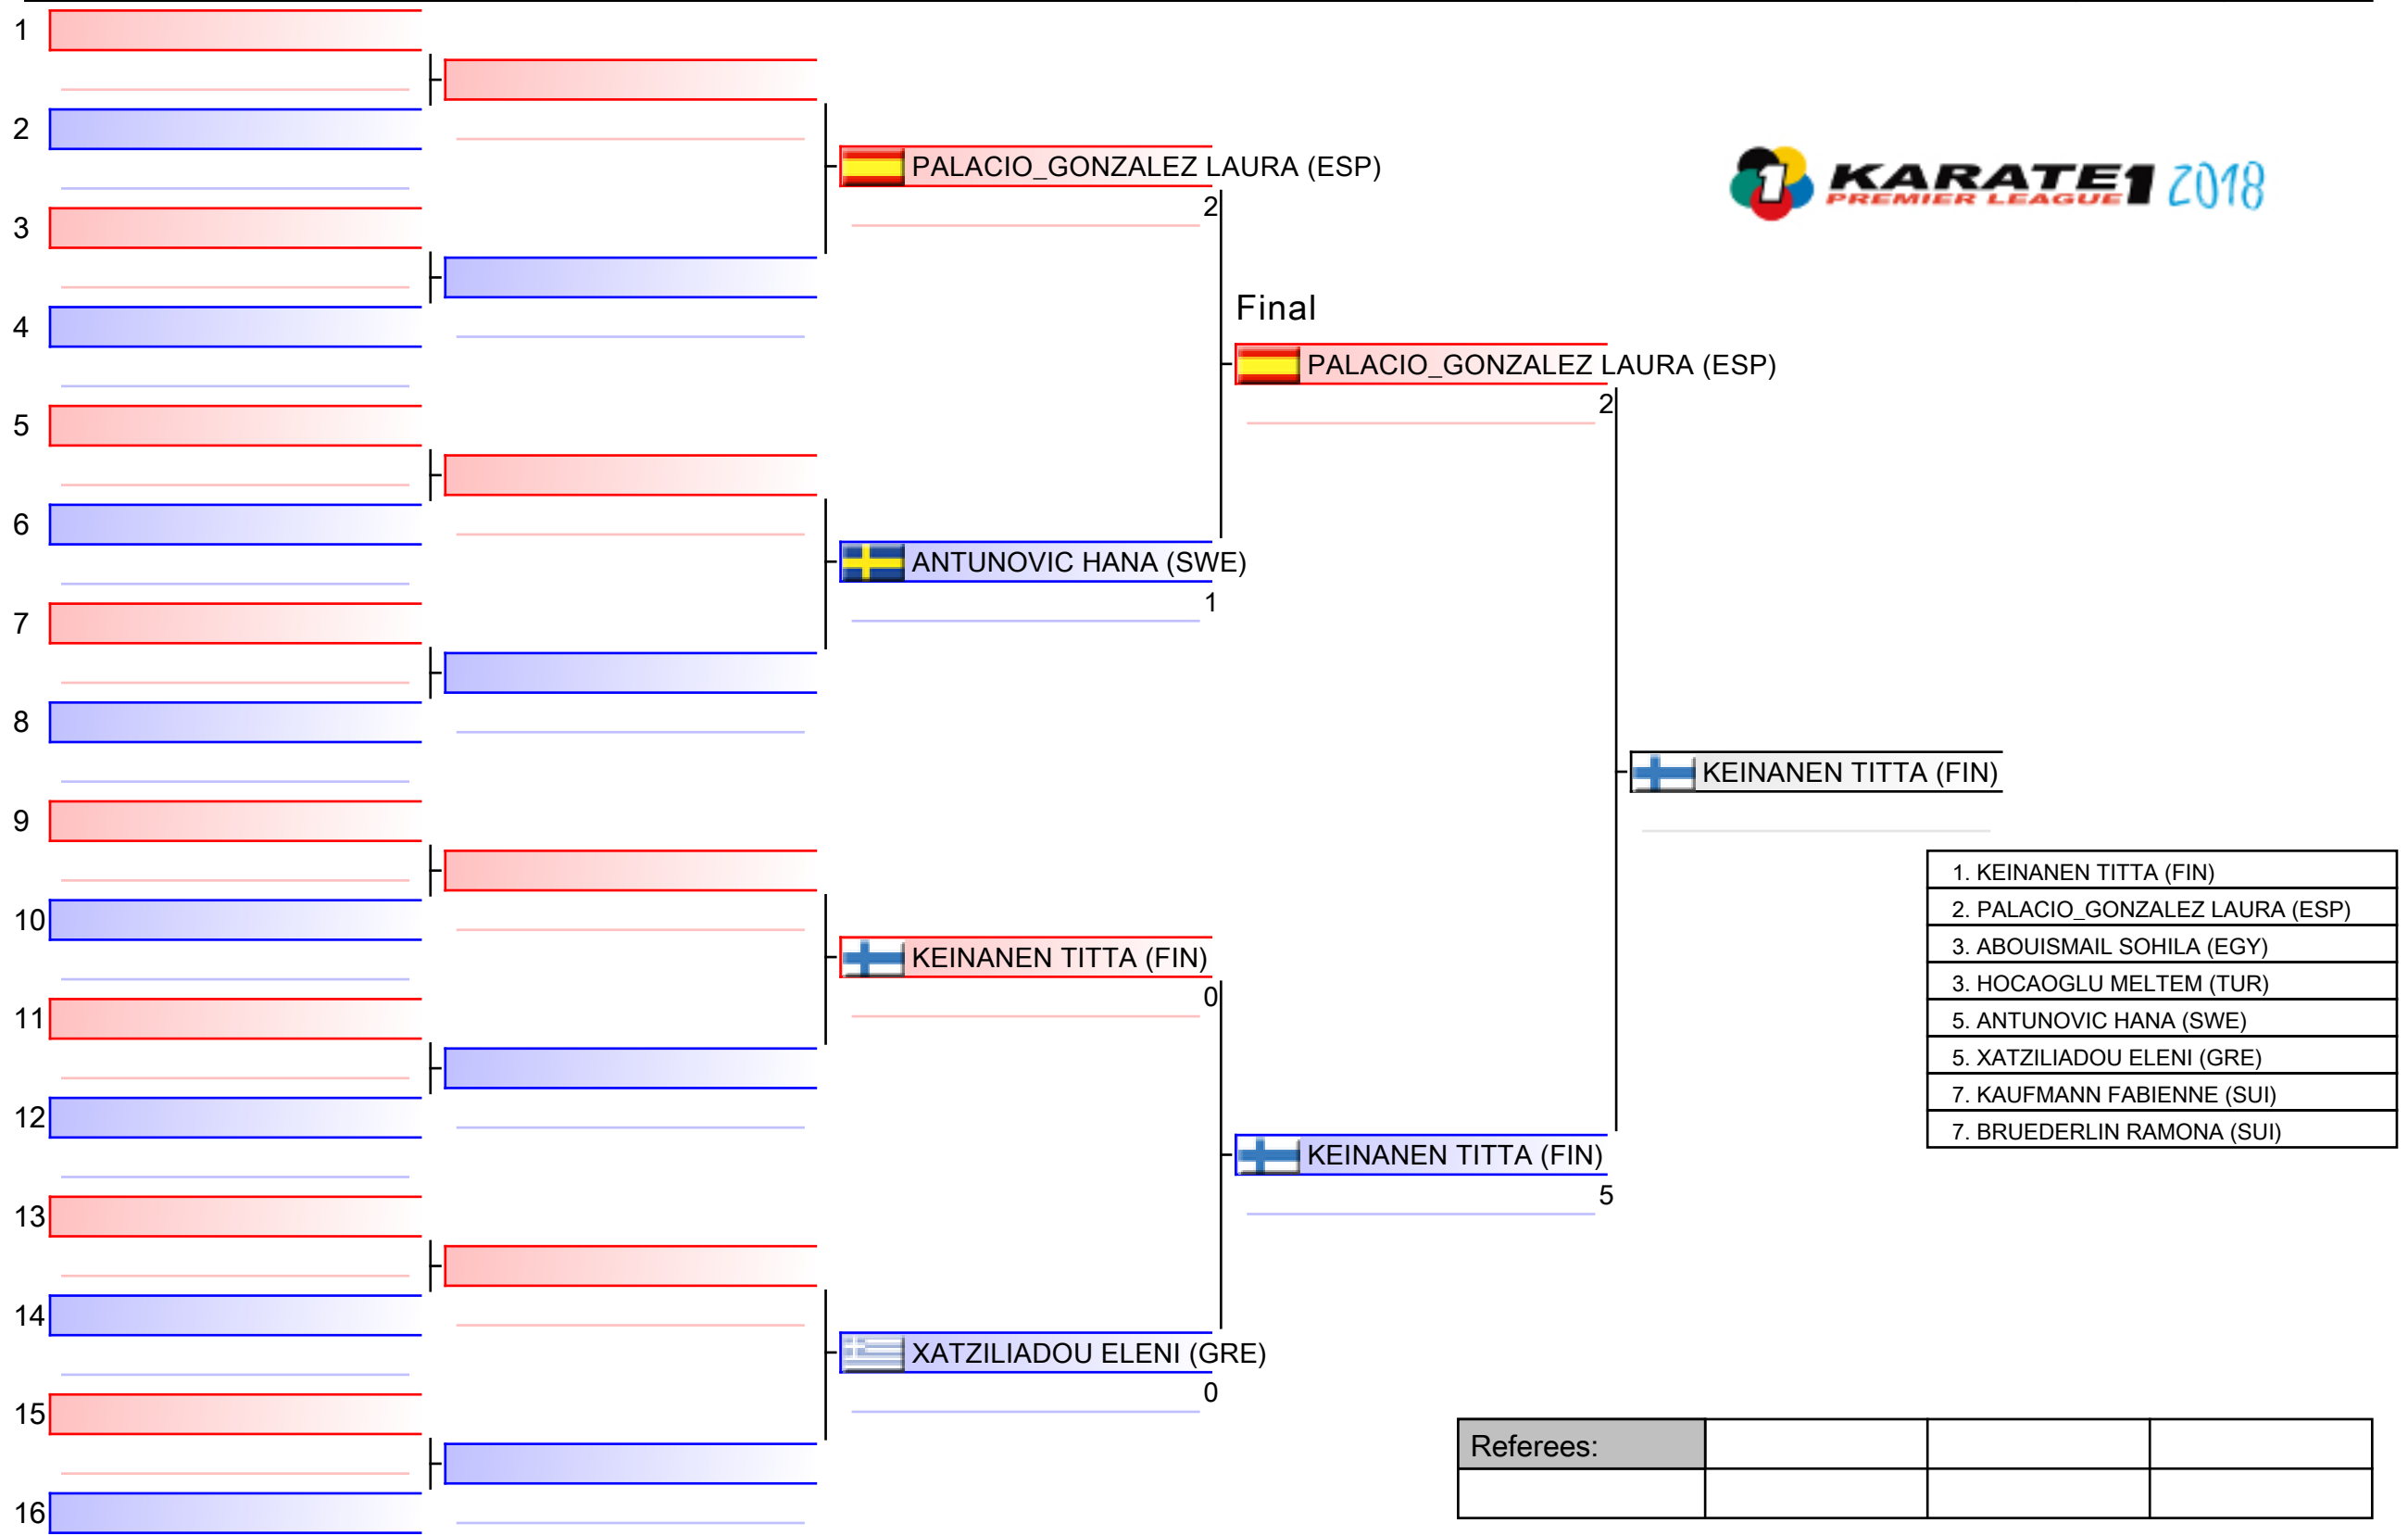 1
2
PALACIO_GONZALEZ LAURA (ESP)
2
KARATE1 2018
PREMIER LEAGUE
3
Final
4
PALACIO_GONZALEZ LAURA (ESP)
2
5
6
ANTUNOVIC HANA (SWE)
1
7
8
KEINANEN TITTA (FIN)
9
1. KEINANEN TITTA (FIN)
2. PALACIO_GONZALEZ LAURA (ESP)
3. ABOUISMAIL SOHILA (EGY)
3. HOCAOGLU MELTEM (TUR)
5. ANTUNOVIC HANA (SWE)
5. XATZILIADOU ELENI (GRE)
7. KAUFMANN FABIENNE (SUI)
7. BRUEDERLIN RAMONA (SUI)
10
KEINANEN TITTA (FIN)
0
11
12
KEINANEN TITTA (FIN)
5
13
14
XATZILIADOU ELENI (GRE)
0
15
Referees:
16